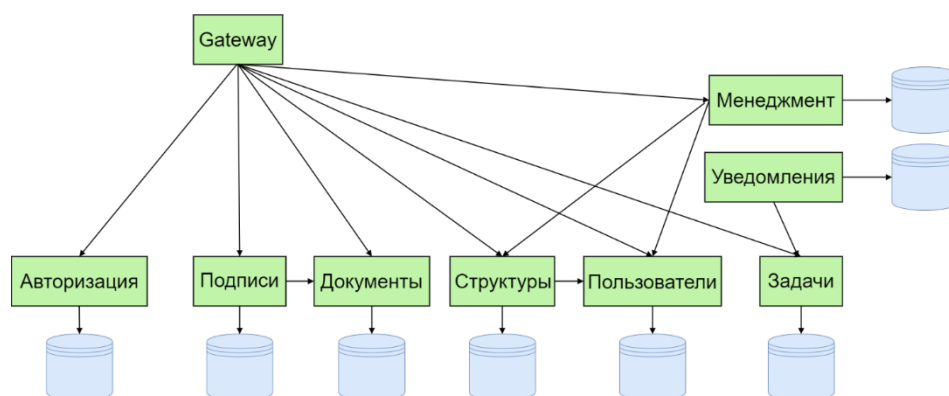 Gateway
Менеджмент
Уведомления
Авторизация
Подписи
Документы
Структуры
Пользователи
Задачи